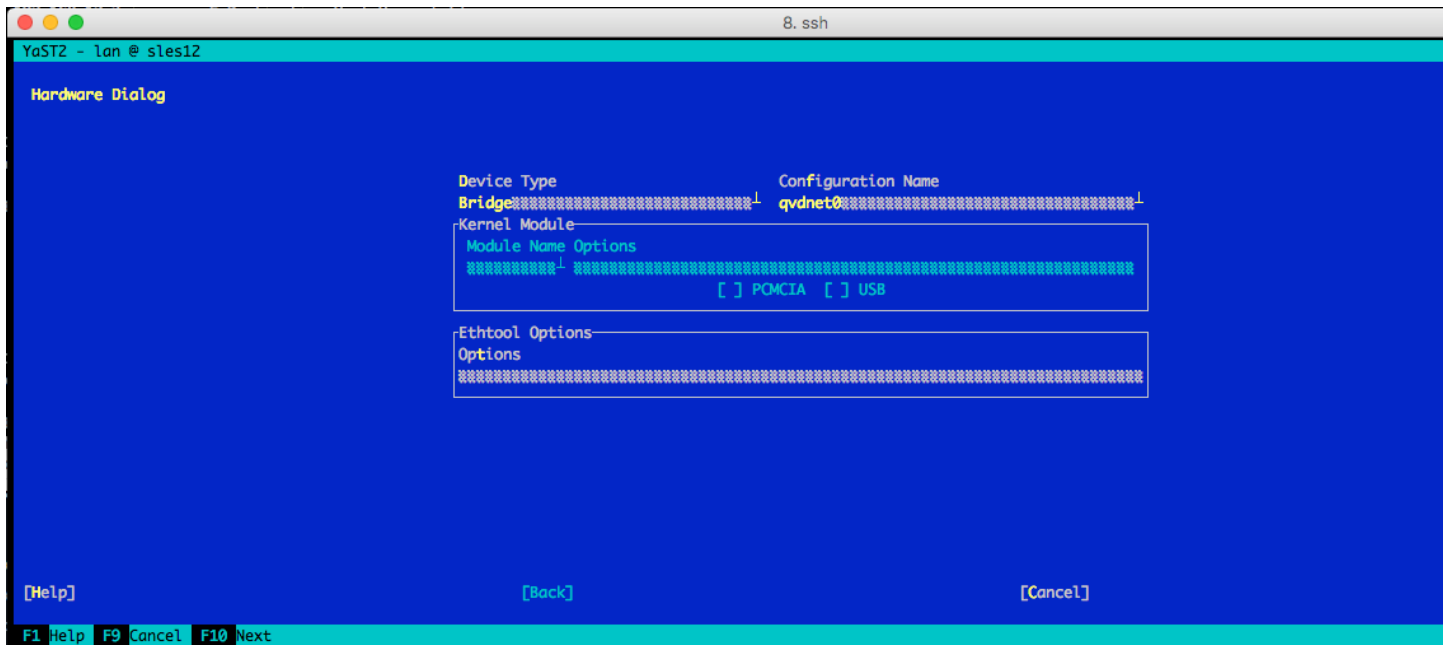 8. ssh
YaST2 - lan @ sles12
Hardware Dialog
Device Type Configuration Name
Bridge qvdnet0
Kernel Module
Module Name Options
[ ] PCMCIA [ ] USB
Ethtool Options
Options
[Help] [Back] [Cancel]
F1 Help F9 Cancel F10 Next